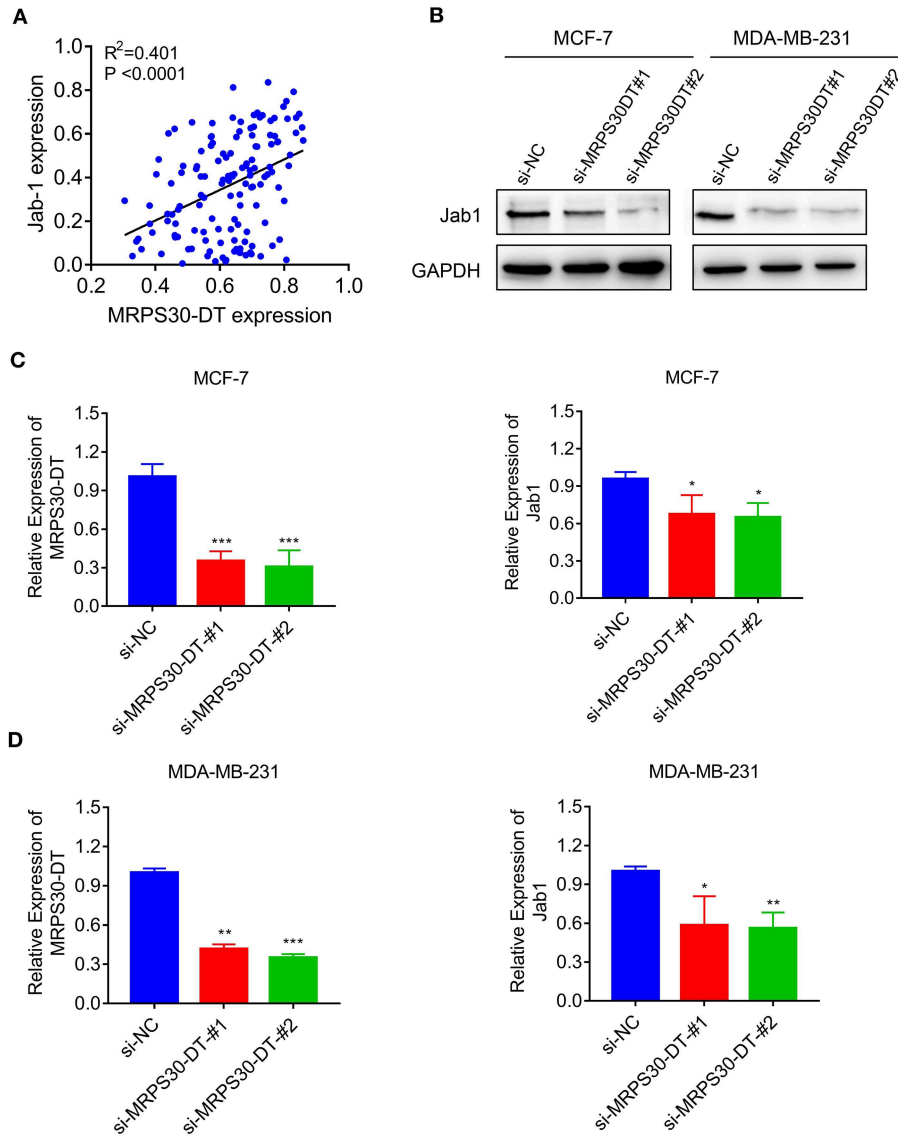 A
R²=0.401
P <0.0001
1.0
0.8
0.6
0.4
0.2
0.0
Jab-1 expression
0.2 0.4 0.6 0.8 1.0
MRPS30-DT expression
B
MCF-7 MDA-MB-231
si-NC si-MRPS30DT#1 si-MRPS30DT#2 si-NC si-MRPS30DT#1 si-MRPS30DT#2
Jab1
GAPDH
C
MCF-7
Relative Expression of
MRPS30-DT
1.5
1.2
0.9
0.6
0.3
0.0
***
***
si-NC
si-MRPS30-DT-#1
si-MRPS30-DT-#2
MCF-7
Relative Expression of
Jab1
1.5
1.2
0.9
0.6
0.3
0.0
*
*
si-NC
si-MRPS30-DT-#1
si-MRPS30-DT-#2
D
MDA-MB-231
Relative Expression of
MRPS30-DT
1.5
1.2
0.9
0.6
0.3
0.0
**
***
si-NC
si-MRPS30-DT-#1
si-MRPS30-DT-#2
MDA-MB-231
Relative Expression of
Jab1
1.5
1.2
0.9
0.6
0.3
0.0
*
**
si-NC
si-MRPS30-DT-#1
si-MRPS30-DT-#2